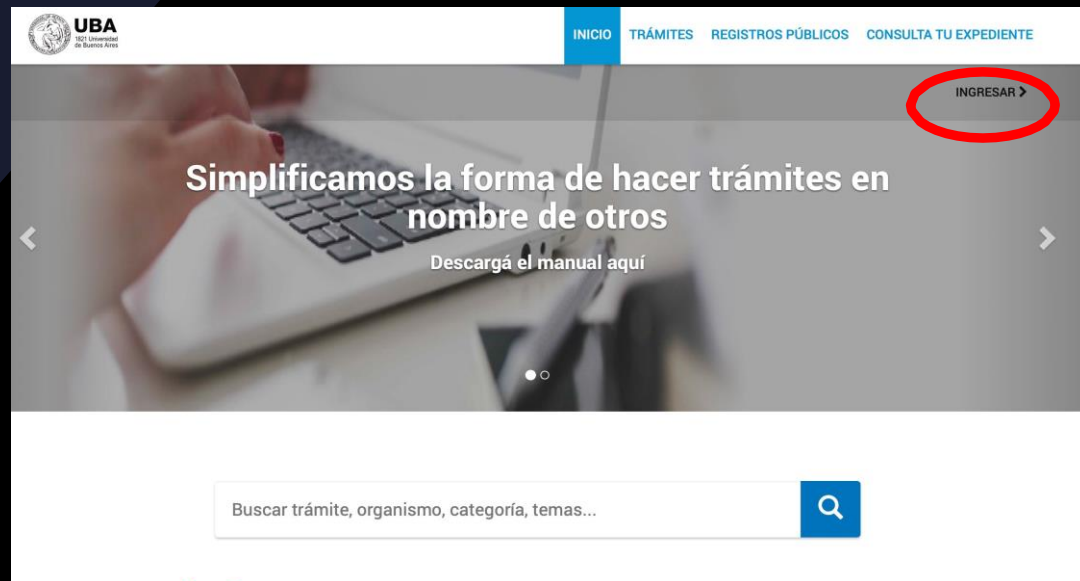 UBA
1821 Universidad
de Buenos Aires
INICIO TRÁMITES REGISTROS PÚBLICOS CONSULTA TU EXPEDIENTE
INGRESAR
Simplificamos la forma de hacer trámites en
nombre de otros
Descargá el manual aquí
Buscar trámite, organismo, categoría, temas...